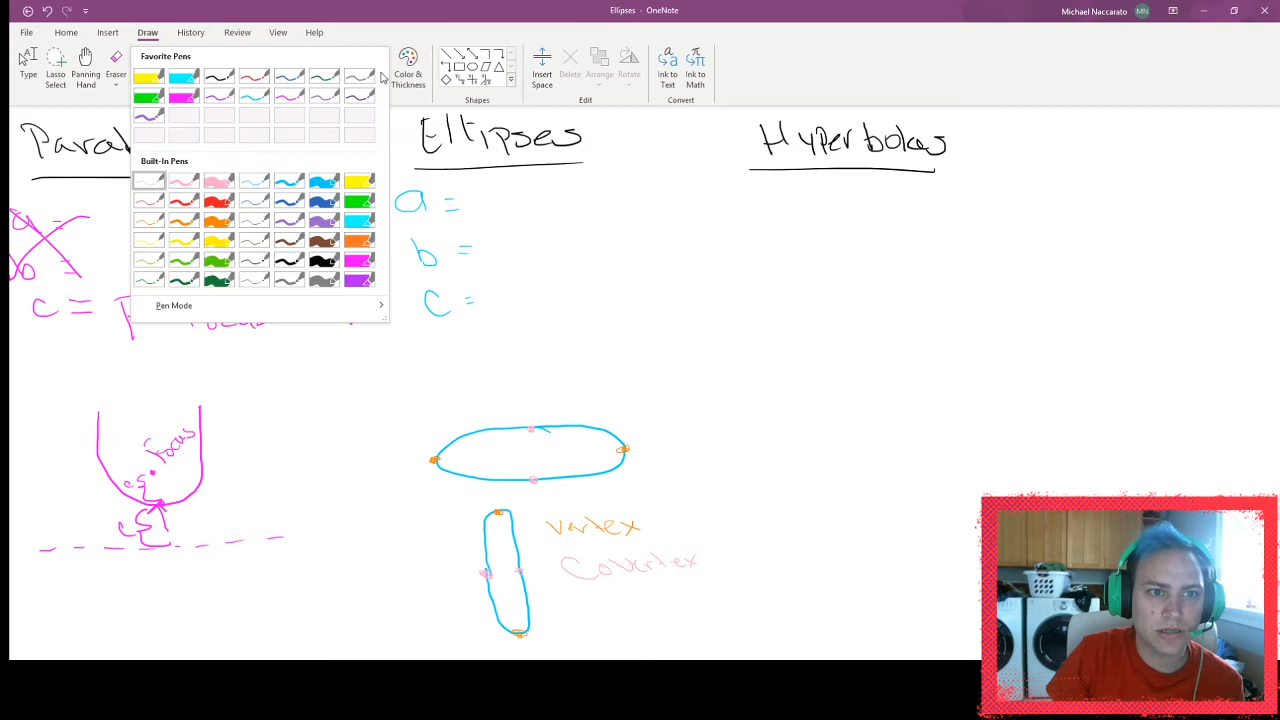 Ellipses - OneNote
Michael Naccarato MN
File Home Insert Draw History Review View Help
Type Lasso Select Panning Hand Eraser
Favorite Pens
Built-In Pens
Pen Mode
Color & Thickness
Shapes
Insert Space Delete Arrange Rotate
Edit
Ink to Text Ink to Math
Convert
Ellipses
Hyperbolas
a =
b =
c =
a =
b =
c =
Focus
c
c
vertex
Covertex